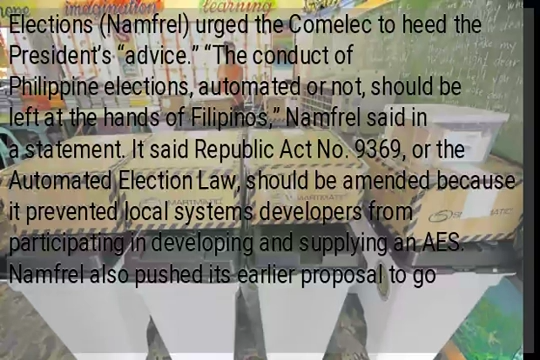 hope imagination learning
Elections (Namfrel) urged the Comelec to heed the
President's “advice.” “The conduct of
Philippine elections, automated or not, should be
left at the hands of Filipinos,” Namfrel said in
a statement. It said Republic Act No. 9369, or the
Automated Election Law, should be amended because
it prevented local systems developers from
participating in developing and supplying an AES.
Namfrel also pushed its earlier proposal to go